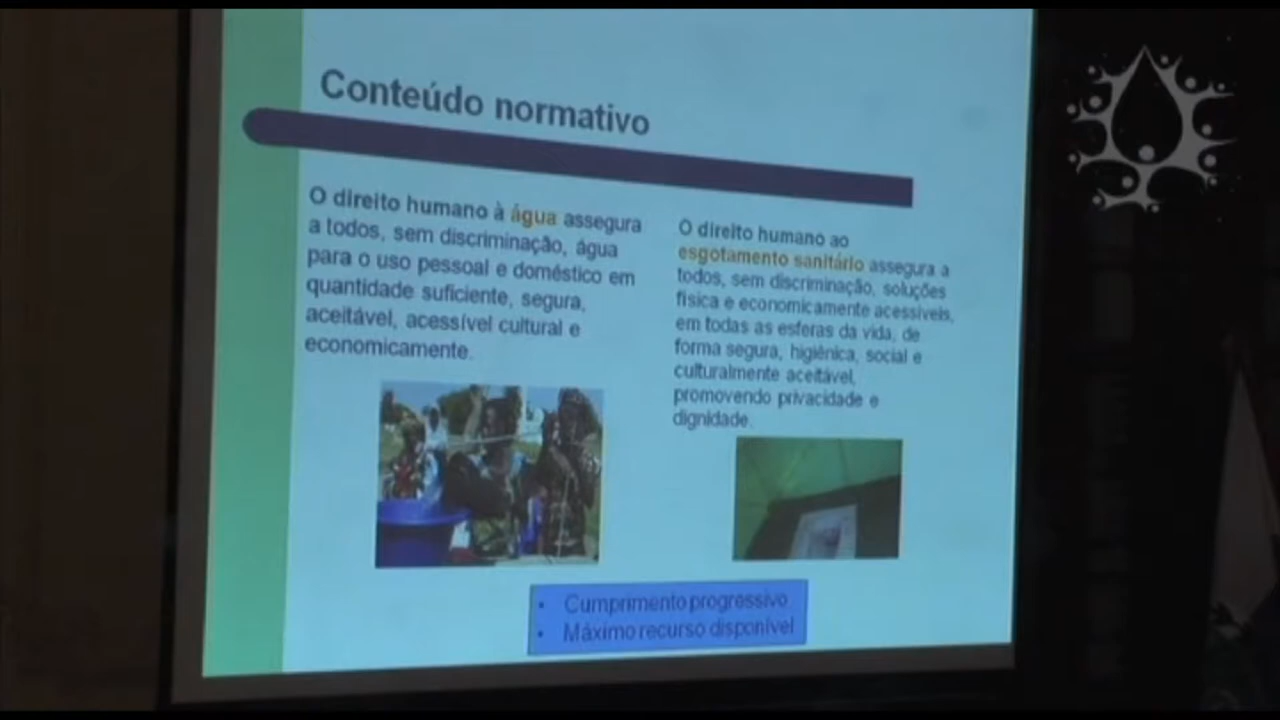 Conteúdo normativo
O direito humano à água assegura
a todos, sem discriminação, água
para o uso pessoal e doméstico em
quantidade suficiente, segura,
aceitável, acessível cultural e
economicamente.
O direito humano ao
esgotamento sanitário assegura a
todos, sem discriminação, soluções
física e economicamente acessíveis,
em todas as esferas da vida, de
forma segura, higiênica, social e
culturalmente aceitável,
promovendo privacidade e
dignidade.
• Cumprimento progressivo
• Máximo recurso disponível